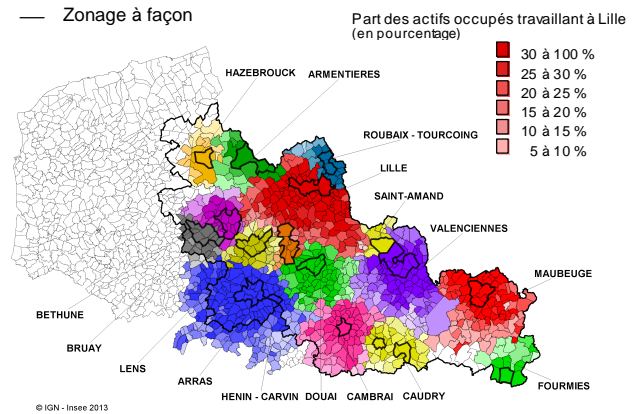 Zonage à façon
Part des actifs occupés travaillant à Lille
(en pourcentage)
30 à 100 %
25 à 30 %
20 à 25 %
15 à 20 %
10 à 15 %
5 à 10 %
HAZEBROUCK
ARMENTIERES
ROUBAIX - TOURCOING
LILLE
SAINT-AMAND
VALENCIENNES
MAUBEUGE
BETHUNE
BRUAY
LENS
ARRAS
HENIN - CARVIN
DOUAI
CAMBRAI
CAUDRY
FOURMIES
© IGN - Insee 2013